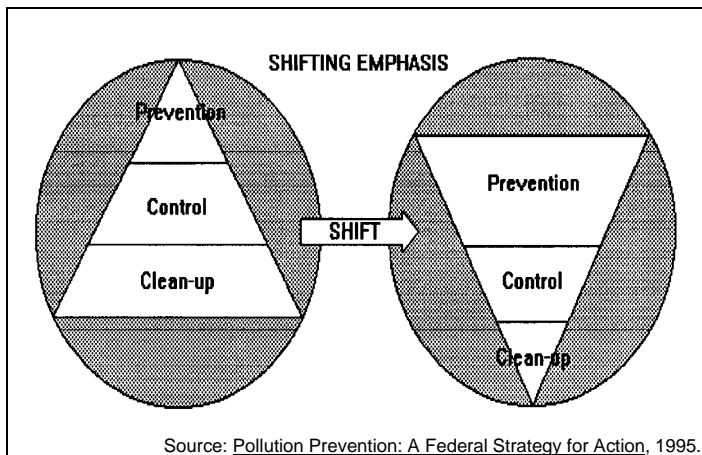 SHIFTING EMPHASIS
Prevention
Control
Clean-up
SHIFT
Prevention
Control
Clean-up
Source: Pollution Prevention: A Federal Strategy for Action, 1995.